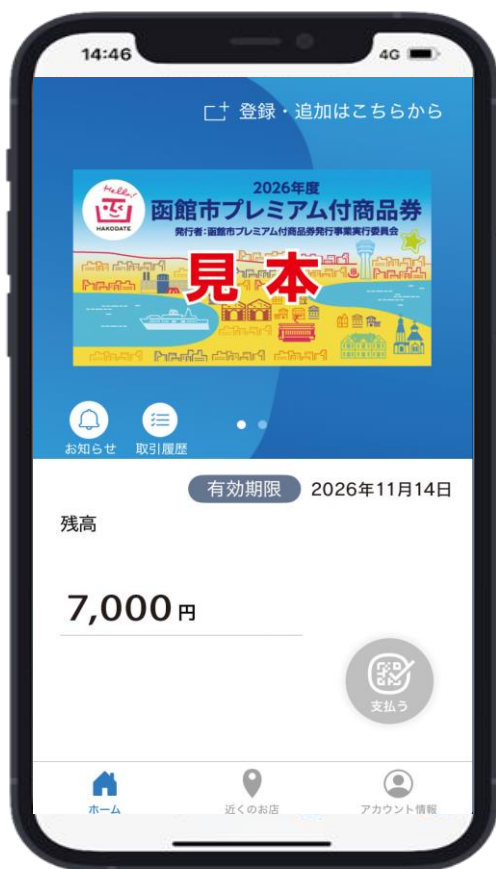 14:46
4G
登録・追加はこちらから
Hello!
HAKODATE
2026年度
函館市プレミアム付商品券
発行者:函館市プレミアム付商品券発行事業実行委員会
見本
お知らせ
取引履歴
有効期限 2026年11月14日
残高
7,000円
支払う
ホーム
近くのお店
アカウント情報